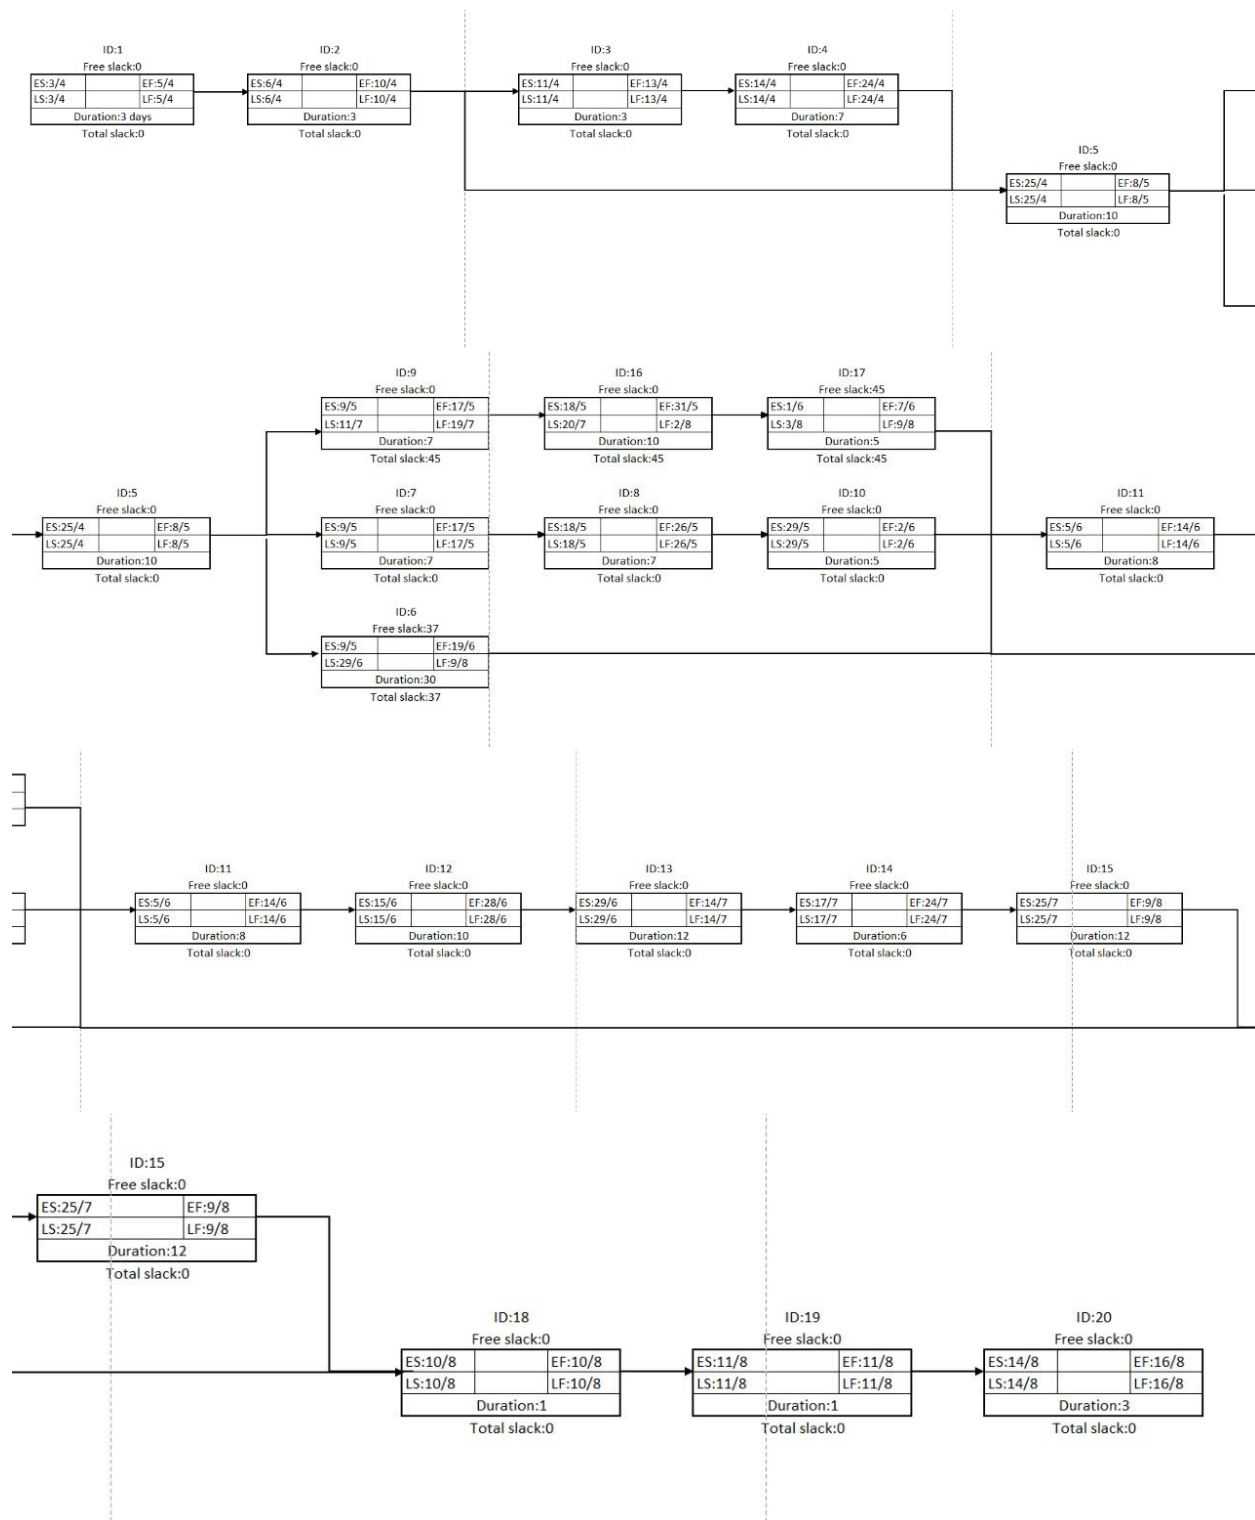 ID:1
Free slack:0
ES:3/4 EF:5/4
LS:3/4 LF:5/4
Duration:3 days
Total slack:0
ID:2
Free slack:0
ES:6/4 EF:10/4
LS:6/4 LF:10/4
Duration:3
Total slack:0
ID:3
Free slack:0
ES:11/4 EF:13/4
LS:11/4 LF:13/4
Duration:3
Total slack:0
ID:4
Free slack:0
ES:14/4 EF:24/4
LS:14/4 LF:24/4
Duration:7
Total slack:0
ID:5
Free slack:0
ES:25/4 EF:8/5
LS:25/4 LF:8/5
Duration:10
Total slack:0
ID:9
Free slack:0
ES:9/5 EF:17/5
LS:11/7 LF:19/7
Duration:7
Total slack:45
ID:16
Free slack:0
ES:18/5 EF:31/5
LS:20/7 LF:2/8
Duration:10
Total slack:45
ID:17
Free slack:45
ES:1/6 EF:7/6
LS:3/8 LF:9/8
Duration:5
Total slack:45
ID:5
Free slack:0
ES:25/4 EF:8/5
LS:25/4 LF:8/5
Duration:10
Total slack:0
ID:7
Free slack:0
ES:9/5 EF:17/5
LS:9/5 LF:17/5
Duration:7
Total slack:0
ID:8
Free slack:0
ES:18/5 EF:26/5
LS:18/5 LF:26/5
Duration:7
Total slack:0
ID:10
Free slack:0
ES:29/5 EF:2/6
LS:29/5 LF:2/6
Duration:5
Total slack:0
ID:11
Free slack:0
ES:5/6 EF:14/6
LS:5/6 LF:14/6
Duration:8
Total slack:0
ID:6
Free slack:37
ES:9/5 EF:19/6
LS:29/6 LF:9/8
Duration:30
Total slack:37
ID:11
Free slack:0
ES:5/6 EF:14/6
LS:5/6 LF:14/6
Duration:8
Total slack:0
ID:12
Free slack:0
ES:15/6 EF:28/6
LS:15/6 LF:28/6
Duration:10
Total slack:0
ID:13
Free slack:0
ES:29/6 EF:14/7
LS:29/6 LF:14/7
Duration:12
Total slack:0
ID:14
Free slack:0
ES:17/7 EF:24/7
LS:17/7 LF:24/7
Duration:6
Total slack:0
ID:15
Free slack:0
ES:25/7 EF:9/8
LS:25/7 LF:9/8
Duration:12
Total slack:0
ID:15
Free slack:0
ES:25/7 EF:9/8
LS:25/7 LF:9/8
Duration:12
Total slack:0
ID:18
Free slack:0
ES:10/8 EF:10/8
LS:10/8 LF:10/8
Duration:1
Total slack:0
ID:19
Free slack:0
ES:11/8 EF:11/8
LS:11/8 LF:11/8
Duration:1
Total slack:0
ID:20
Free slack:0
ES:14/8 EF:16/8
LS:14/8 LF:16/8
Duration:3
Total slack:0